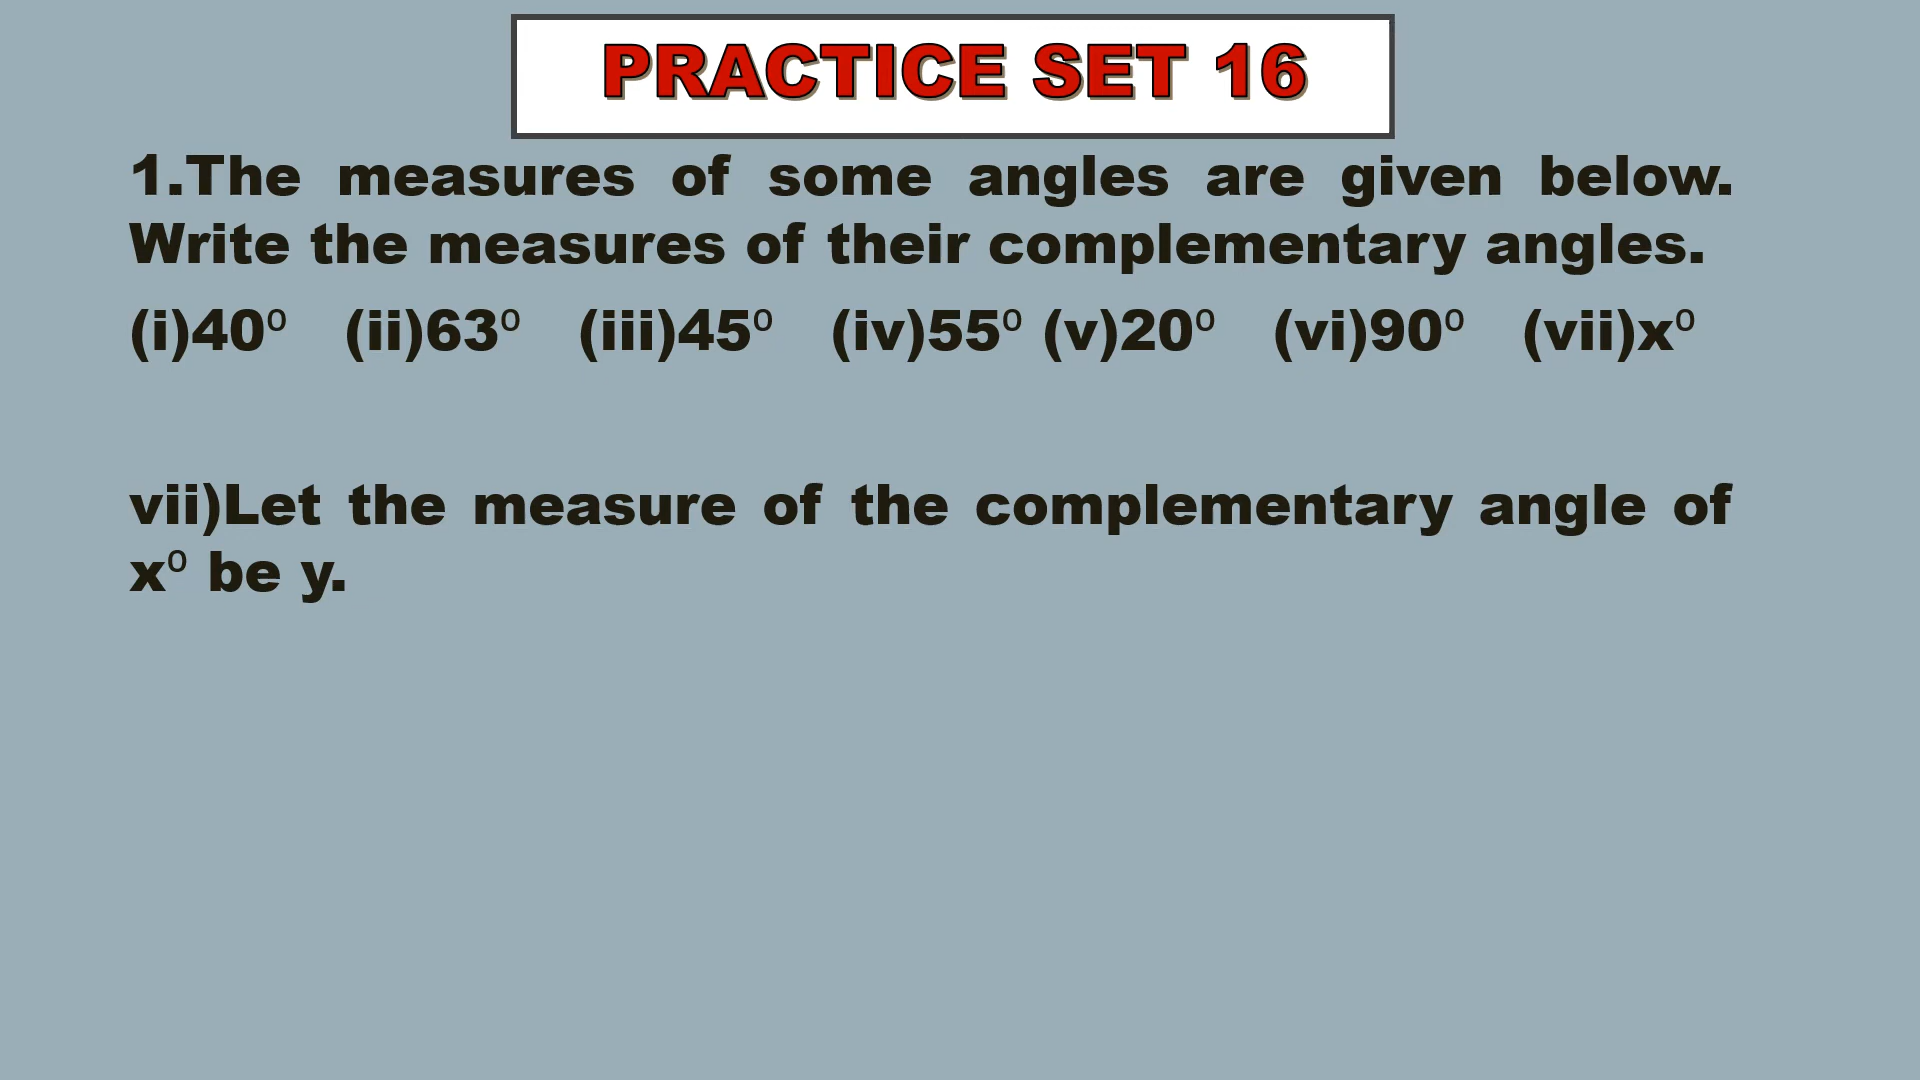 PRACTICE SET 16
1.The measures of some angles are given below.
Write the measures of their complementary angles.
(i)40⁰ (ii)63⁰ (iii)45⁰ (iv)55⁰ (v)20⁰ (vi)90⁰ (vii)x⁰
vii)Let the measure of the complementary angle of
x⁰ be y.